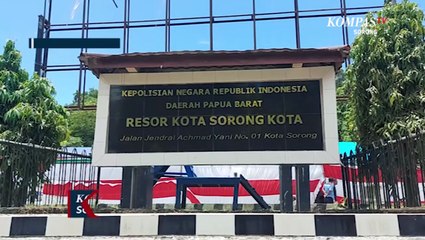 KOMPAS TV
SORONG
KEPOLISIAN NEGARA REPUBLIK INDONESIA
DAERAH PAPUA BARAT
RESOR KOTA SORONG KOTA
Jalan Jendral Achmad Yani No. 01 Kota Sorong